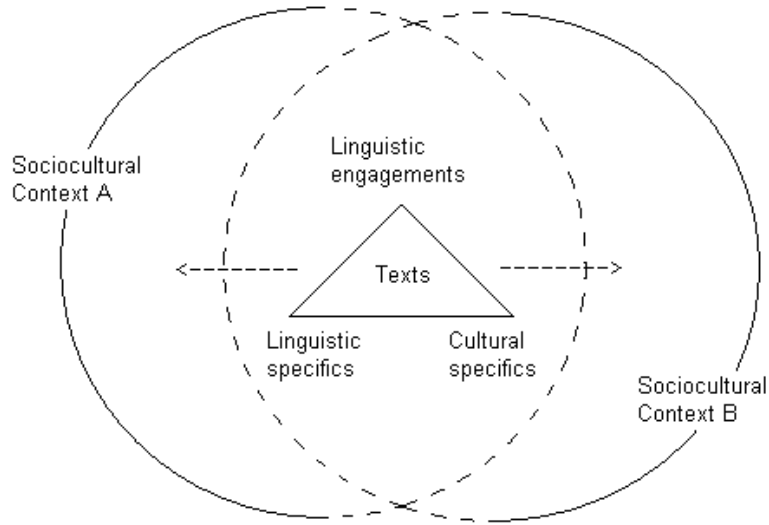 Linguistic
engagements
Sociocultural
Context A
Texts
Linguistic
specifics
Cultural
specifics
Sociocultural
Context B